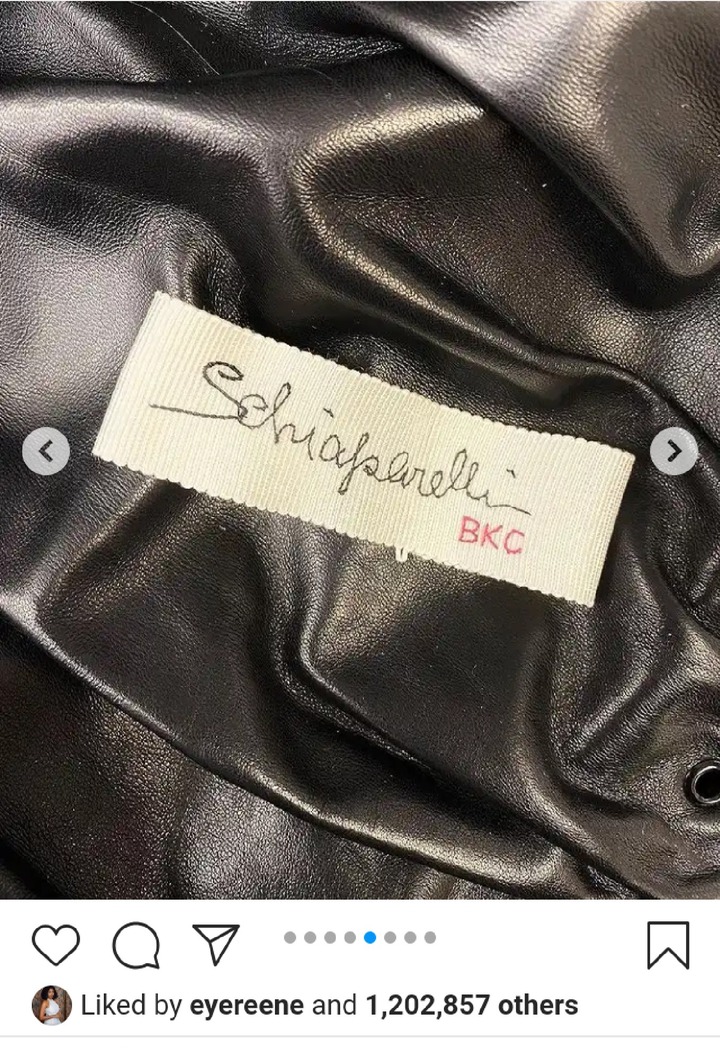 Schiaparelli
BKC
Liked by eyereene and 1,202,857 others